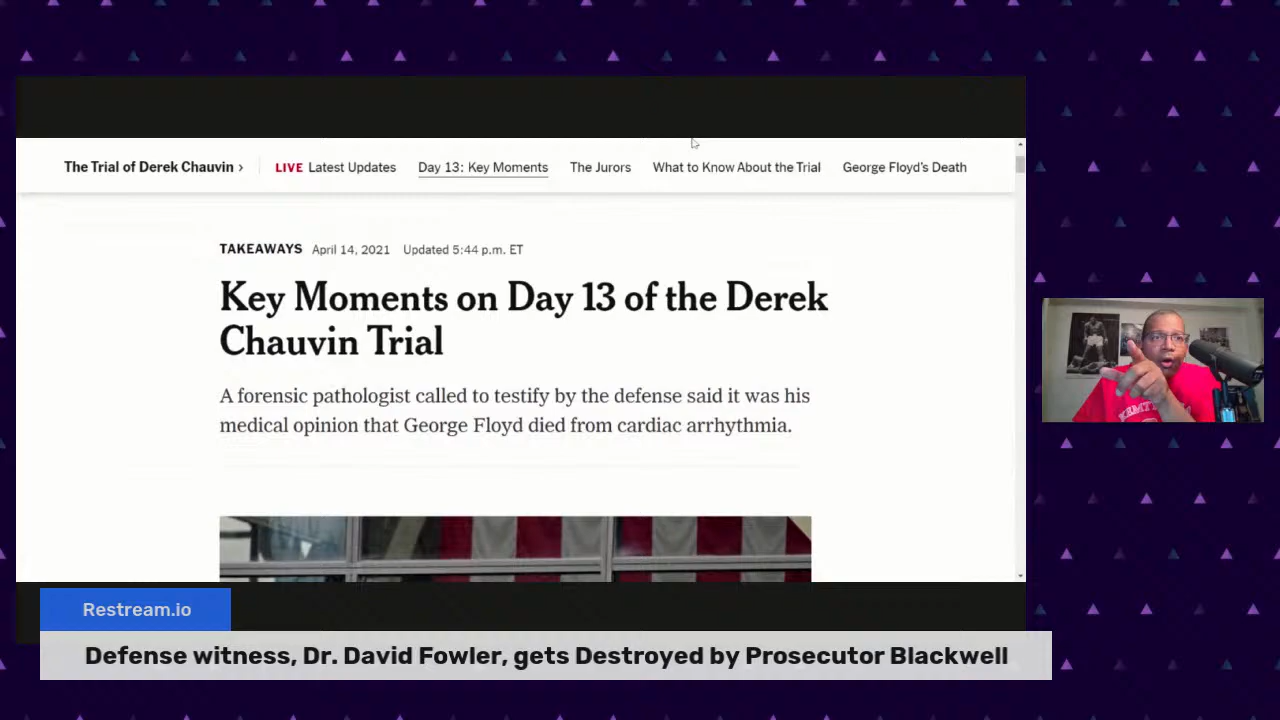 The Trial of Derek Chauvin › LIVE Latest Updates Day 13: Key Moments The Jurors What to Know About the Trial George Floyd’s Death
TAKEAWAYS April 14, 2021 Updated 5:44 p.m. ET
Key Moments on Day 13 of the Derek
Chauvin Trial
A forensic pathologist called to testify by the defense said it was his
medical opinion that George Floyd died from cardiac arrhythmia.
Restream.io
Defense witness, Dr. David Fowler, gets Destroyed by Prosecutor Blackwell